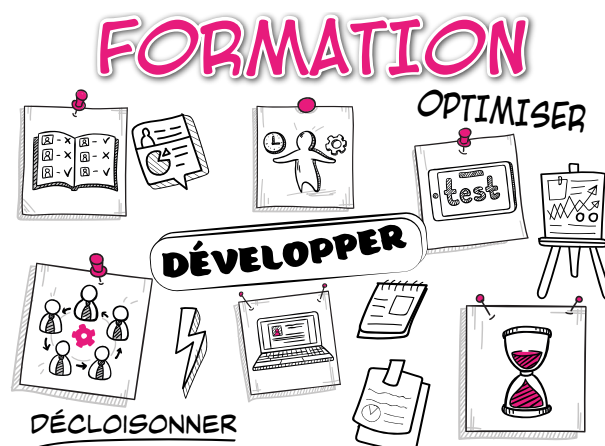 FORMATION
OPTIMISER
test
DÉVELOPPER
DÉCLOISONNER